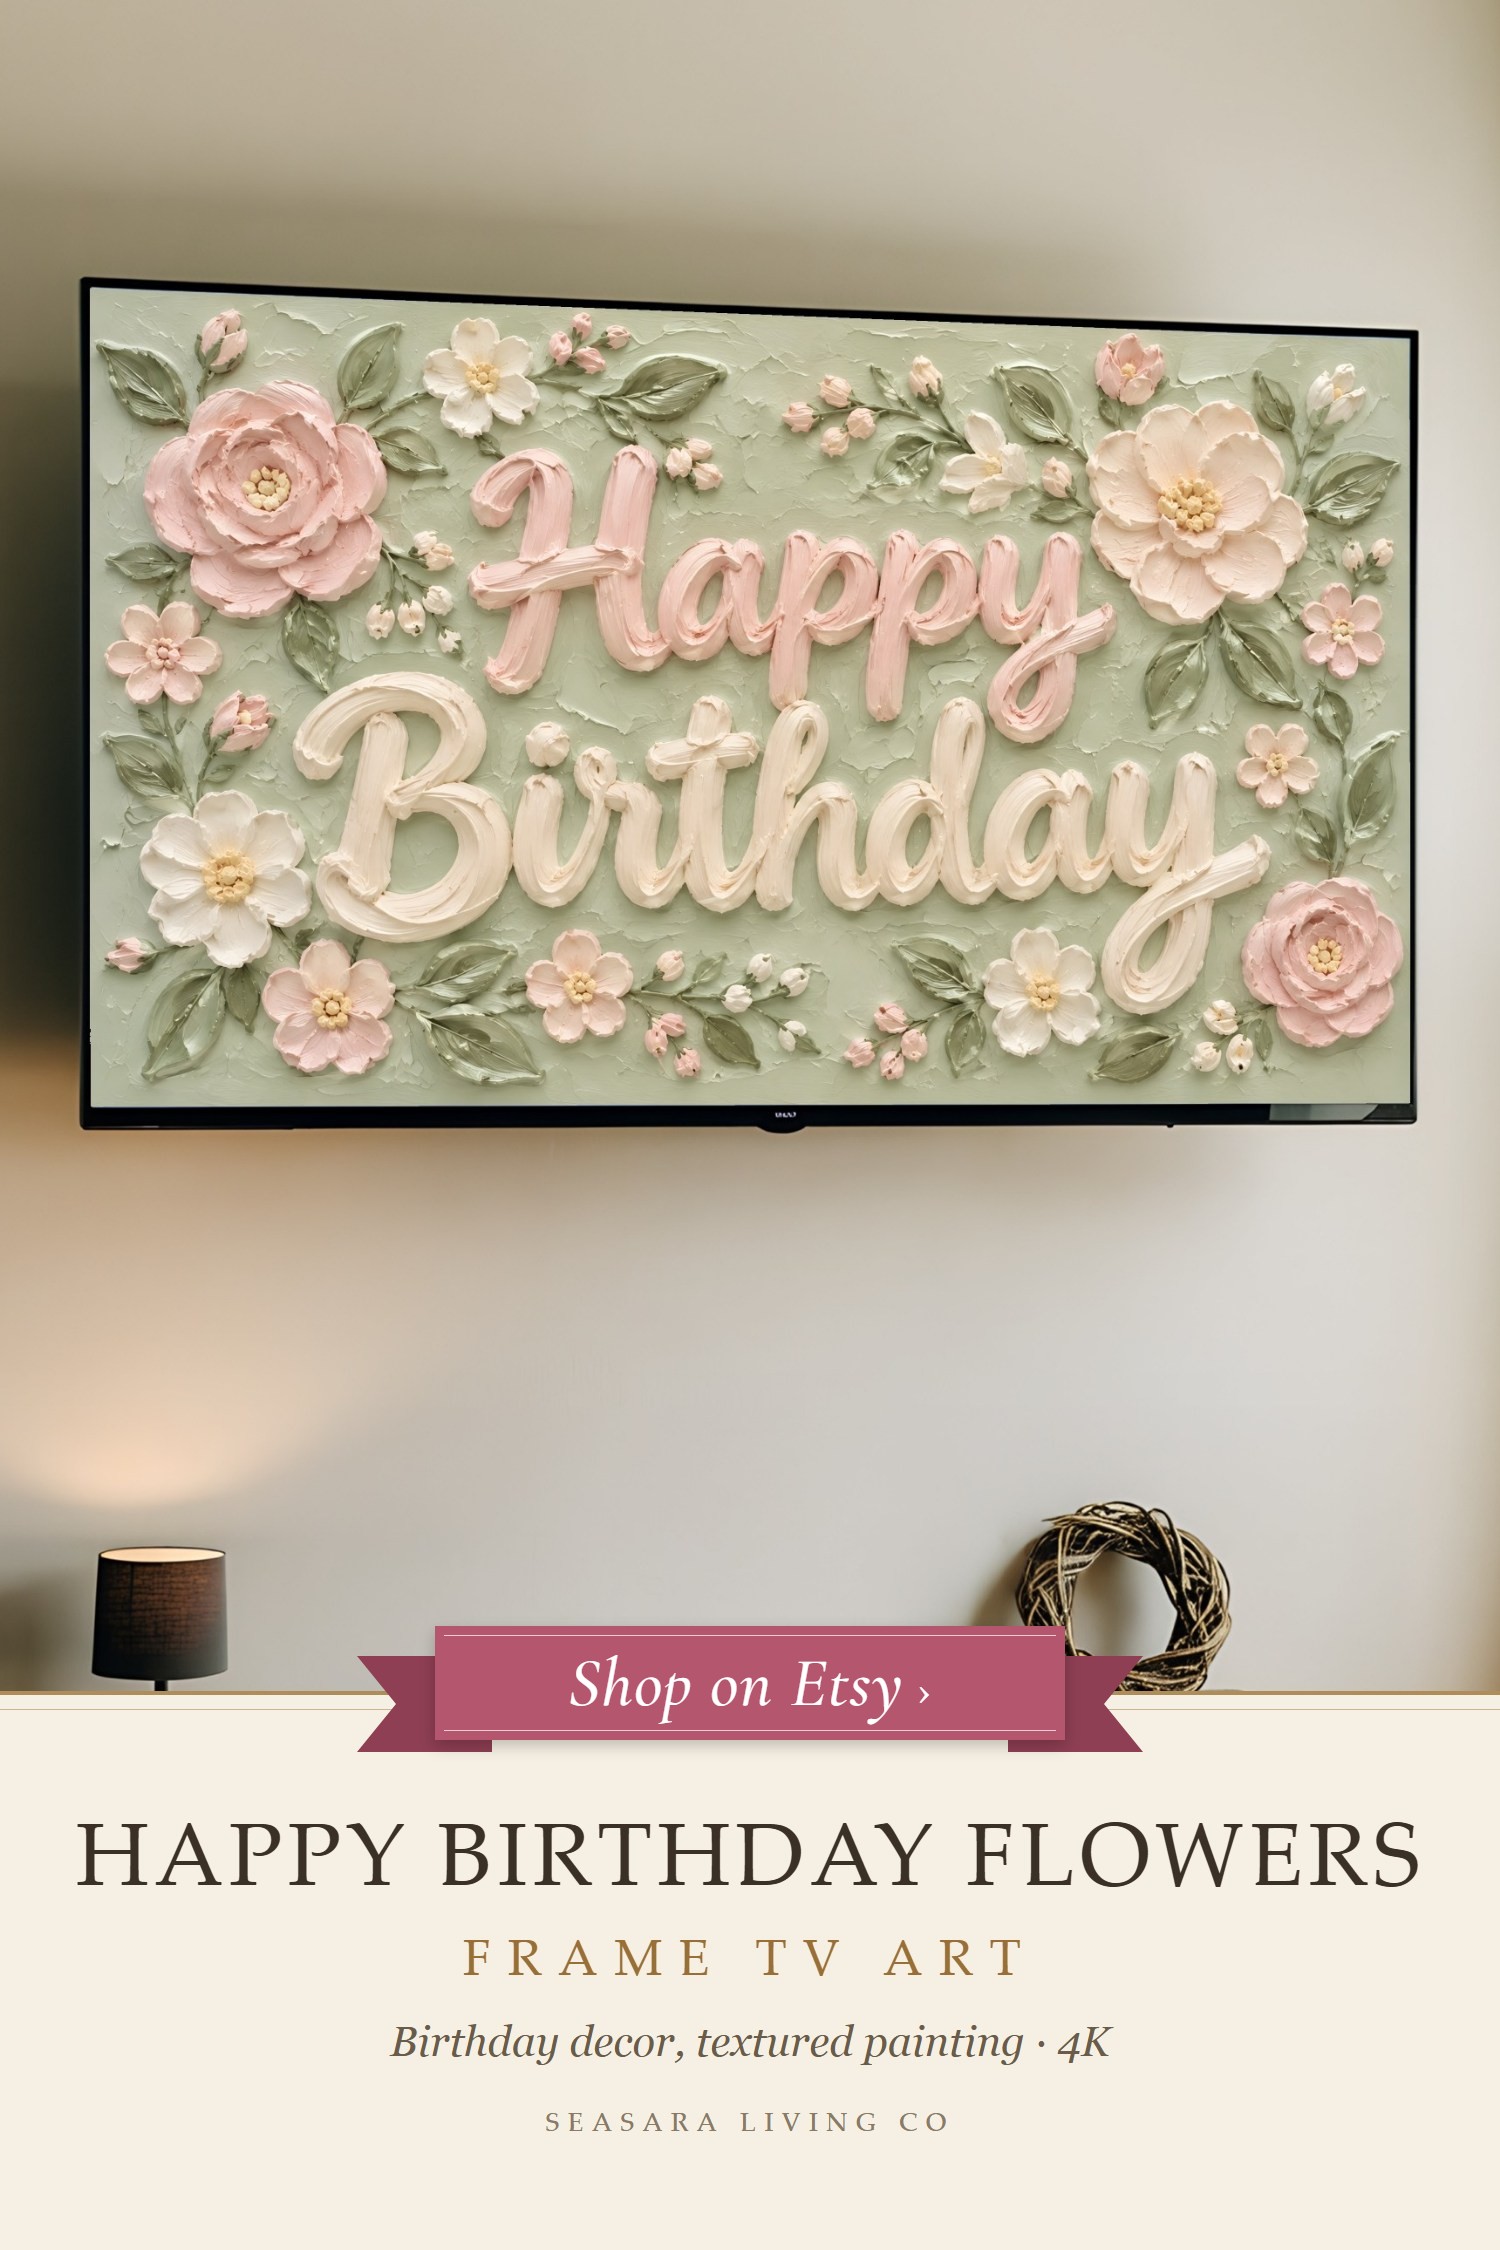 Happy
Birthday
Shop on Etsy ›
HAPPY BIRTHDAY FLOWERS
FRAME TV ART
Birthday decor, textured painting · 4K
SEASARA LIVING CO